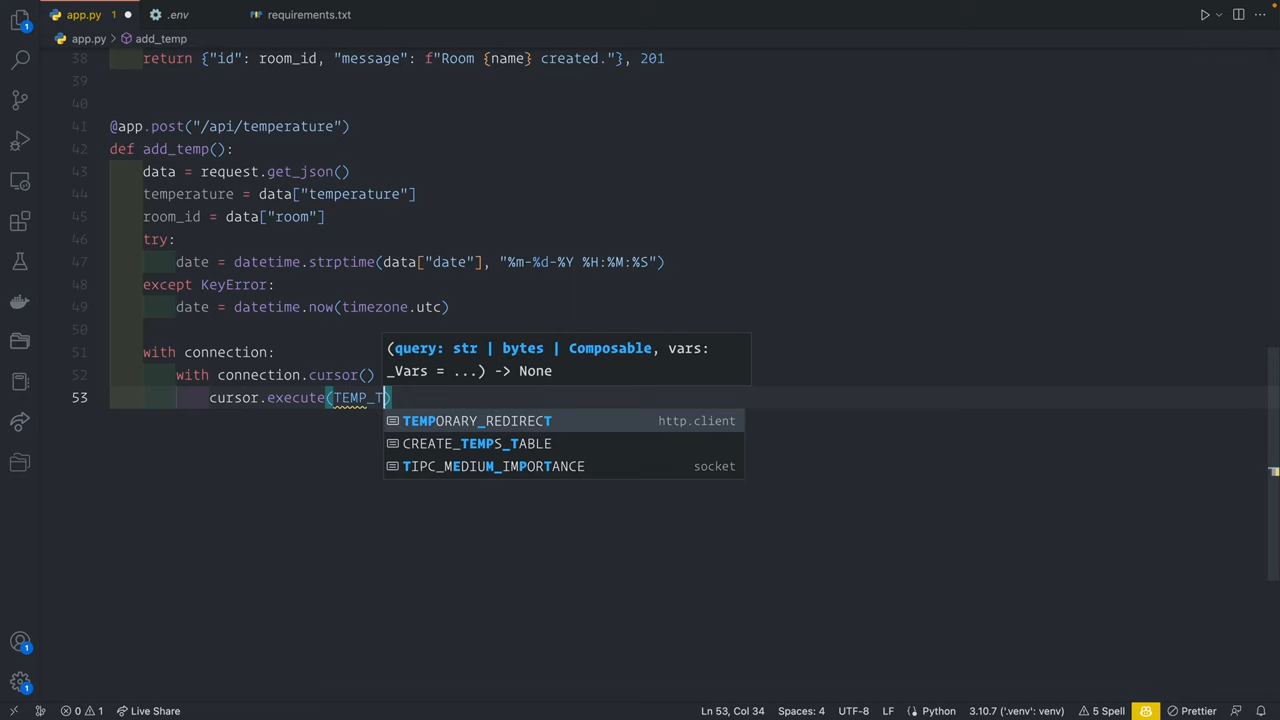 app.py 1
.env
requirements.txt
app.py > add_temp
38 return {"id": room_id, "message": f"Room {name} created."}, 201
39
40
41 @app.post("/api/temperature")
42 def add_temp():
43 data = request.get_json()
44 temperature = data["temperature"]
45 room_id = data["room"]
46 try:
47 date = datetime.strptime(data["date"], "%m-%d-%Y %H:%M:%S")
48 except KeyError:
49 date = datetime.now(timezone.utc)
50
51 with connection:
52 with connection.cursor()
53 cursor.execute(TEMP_T)
(query: str | bytes | Composable, vars:
_Vars = ...) -> None
TEMPORARY_REDIRECT http.client
CREATE_TEMPS_TABLE
TIPC_MEDIUM_IMPORTANCE socket
1
1
1
0 1 Live Share Ln 53, Col 34 Spaces: 4 UTF-8 LF Python 3.10.7 ('.venv': venv) 5 Spell Prettier